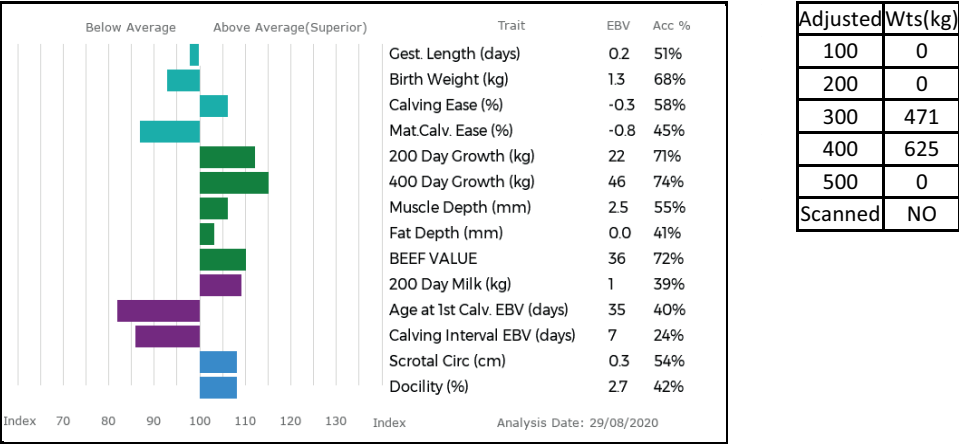 Below Average Above Average(Superior) Trait EBV Acc %
Gest. Length (days) 0.2 51%
Birth Weight (kg) 1.3 68%
Calving Ease (%) -0.3 58%
Mat.Calv. Ease (%) -0.8 45%
200 Day Growth (kg) 22 71%
400 Day Growth (kg) 46 74%
Muscle Depth (mm) 2.5 55%
Fat Depth (mm) 0.0 41%
BEEF VALUE 36 72%
200 Day Milk (kg) 1 39%
Age at 1st Calv. EBV (days) 35 40%
Calving Interval EBV (days) 7 24%
Scrotal Circ (cm) 0.3 54%
Docility (%) 2.7 42%
Index 70 80 90 100 110 120 130 Index Analysis Date: 29/08/2020
Adjusted Wts(kg)
100 0
200 0
300 471
400 625
500 0
Scanned NO